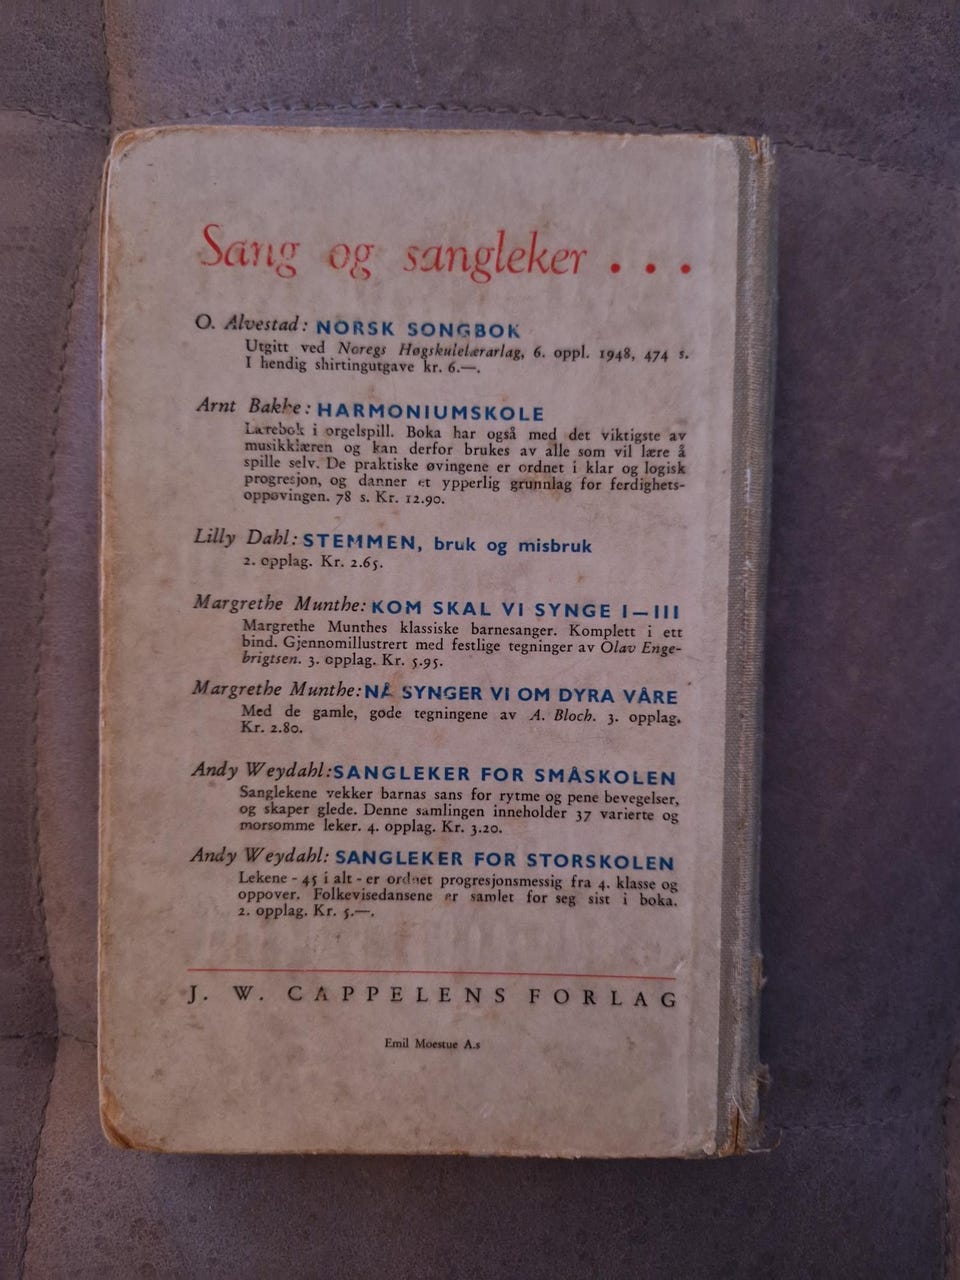 Sang og sangleker . . .
O. Alvestad: NORSK SONGBOK
Utgitt ved Noregs Høgskulelærarlag, 6. oppl. 1948, 474 s.
I hendig shirtingutgave kr. 6.—.
Arnt Bakke: HARMONIUMSKOLE
Lærebok i orgelspill. Boka har også med det viktigste av
musikklæren og kan derfor brukes av alle som vil lære å
spille selv. De praktiske øvingene er ordnet i klar og logisk
progresjon, og danner et ypperlig grunnlag for ferdighets-
oppøvingen. 78 s. Kr. 12.90.
Lilly Dahl: STEMMEN, bruk og misbruk
2. opplag. Kr. 2.65.
Margrethe Munthe: KOM SKAL VI SYNGE I—III
Margrethe Munthes klassiske barnesanger. Komplett i ett
bind. Gjennomillustrert med festlige tegninger av Olav Enge-
brigtsen. 3. opplag. Kr. 5.95.
Margrethe Munthe: NÅ SYNGER VI OM DYRA VÅRE
Med de gamle, gode tegningene av A. Bloch. 3. opplag.
Kr. 2.80.
Andy Weydahl: SANGLEKER FOR SMÅSKOLEN
Sanglekene vekker barnas sans for rytme og pene bevegelser,
og skaper glede. Denne samlingen inneholder 37 varierte og
morsomme leker. 4. opplag. Kr. 3.20.
Andy Weydahl: SANGLEKER FOR STORSKOLEN
Lekene - 45 i alt - er ordnet progresjonsmessig fra 4. klasse og
oppover. Folkevisedansene er samlet for seg sist i boka.
2. opplag. Kr. 5.—.
J. W. CAPPELENS FORLAG
Emil Moestue A.s